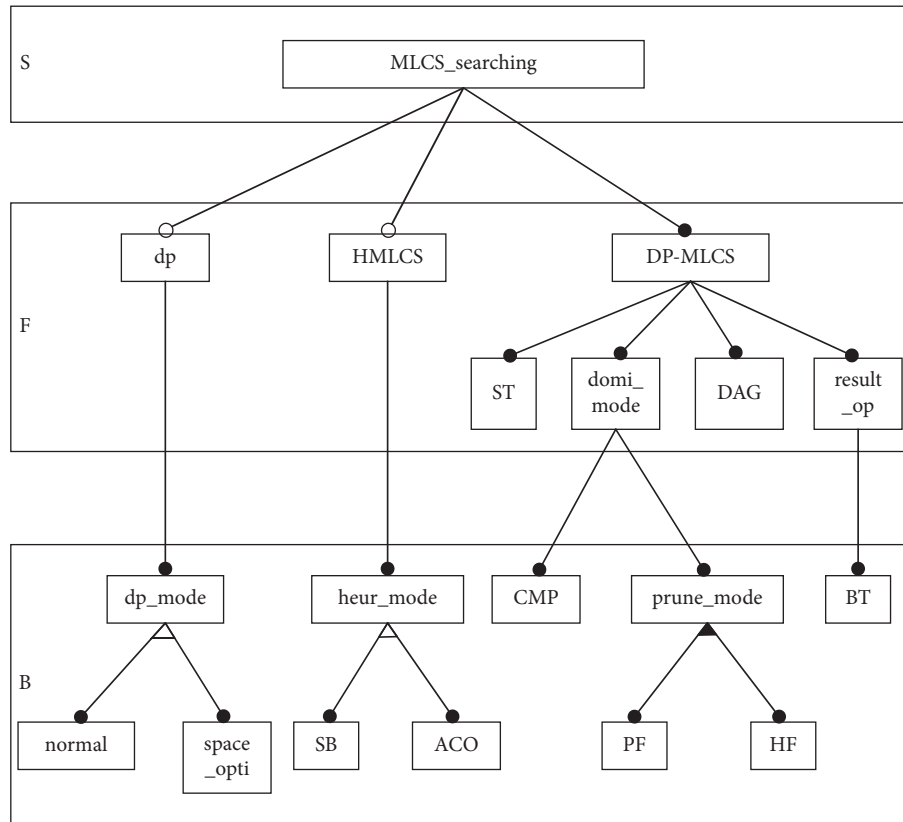 S
MLCS_searching
F
dp
HMLCS
DP-MLCS
ST
domi_
mode
DAG
result
_op
B
dp_mode
heur_mode
CMP
prune_mode
BT
normal
space
_opti
SB
ACO
PF
HF